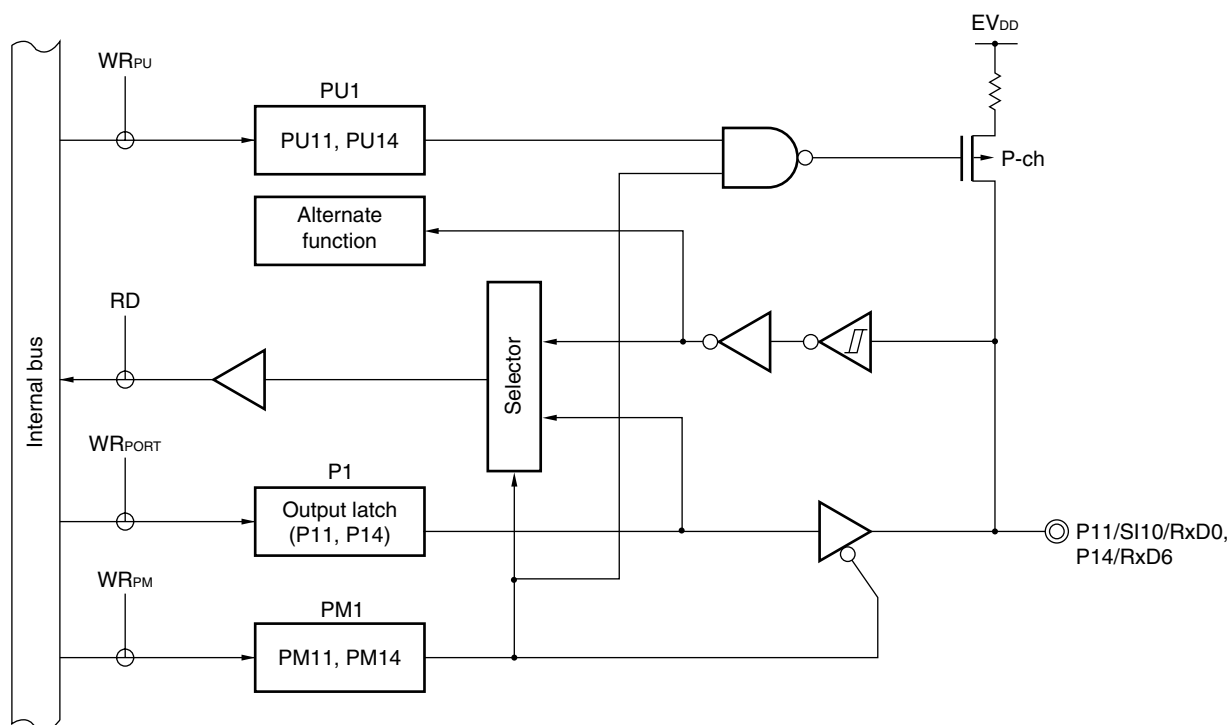 EVDD
WRPU
PU1
PU11, PU14
P-ch
Alternate
function
RD
Selector
Internal bus
WRPORT
P1
Output latch
(P11, P14)
P11/SI10/RxD0,
P14/RxD6
WRPM
PM1
PM11, PM14